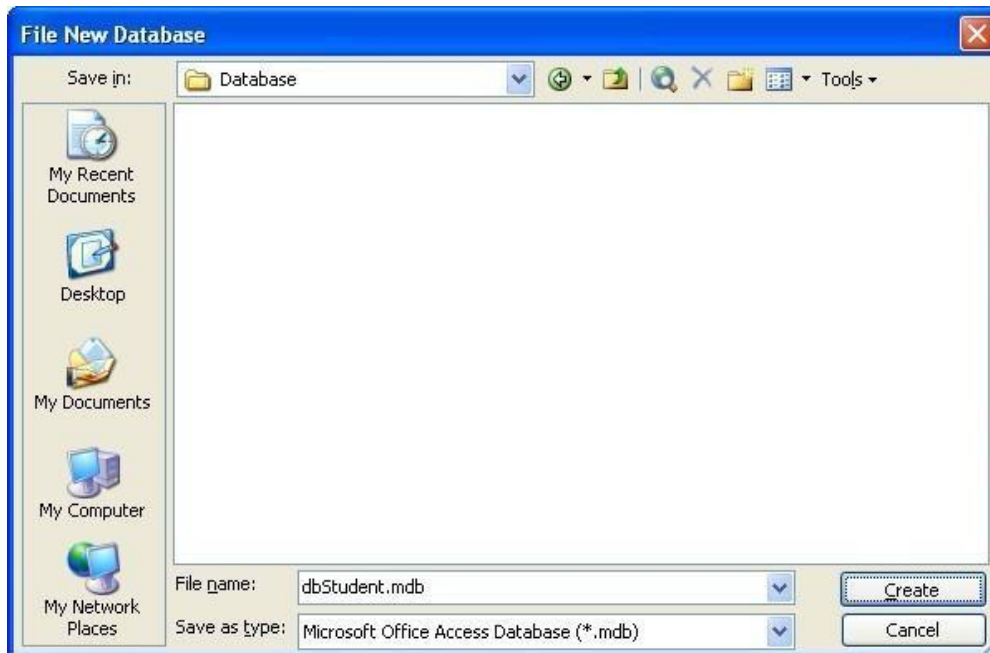 File New Database
Save in:
Database
Tools
My Recent
Documents
Desktop
My Documents
My Computer
My Network
Places
File name:
dbStudent.mdb
Create
Save as type:
Microsoft Office Access Database (*.mdb)
Cancel